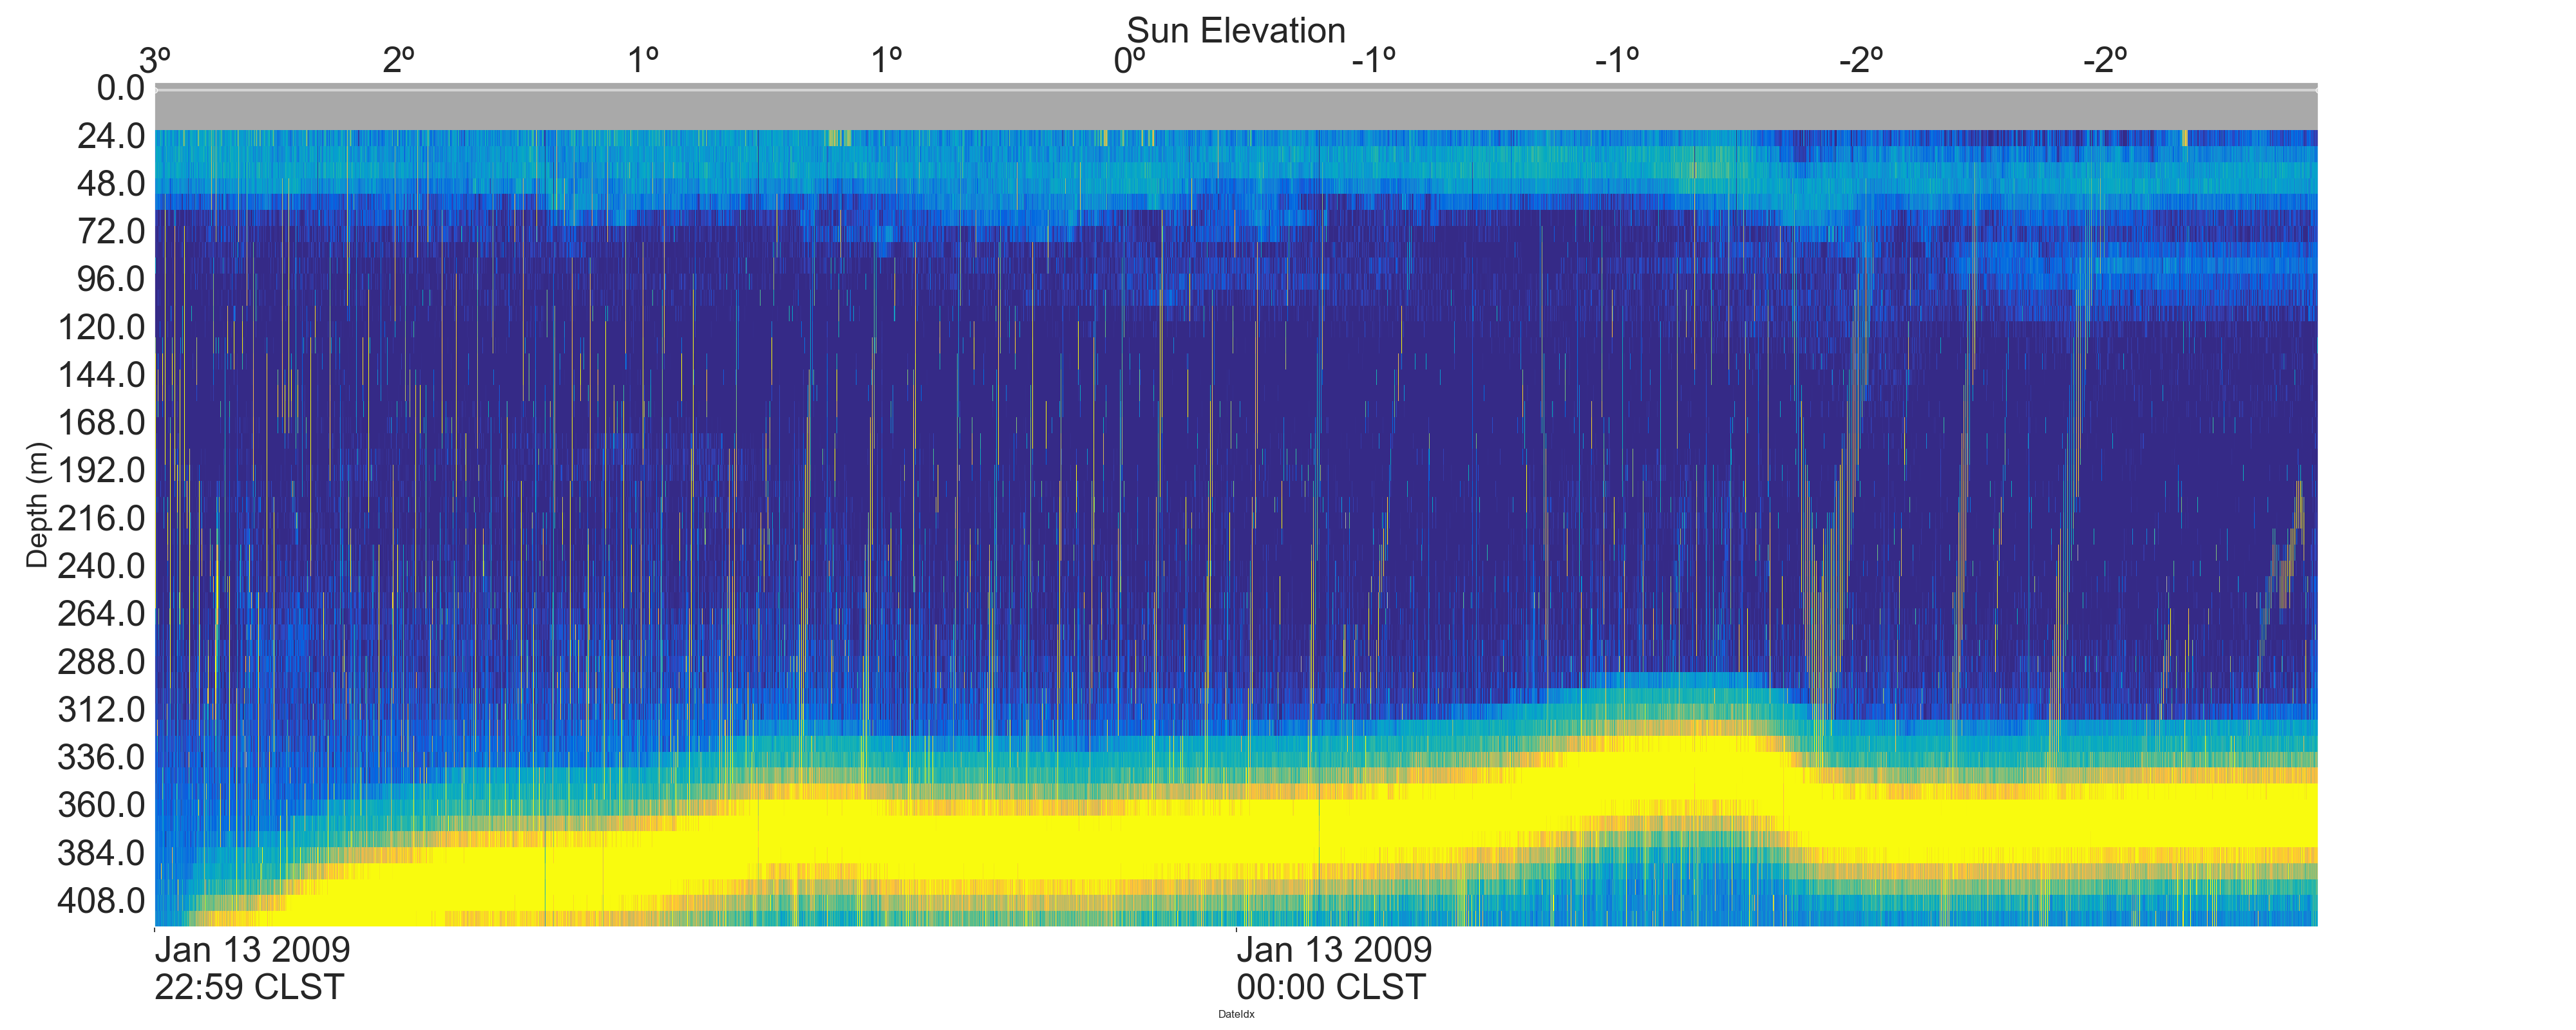 Sun Elevation
3º 2º 1º 1º 0º -1º -1º -2º -2º
0.0
24.0
48.0
72.0
96.0
120.0
144.0
168.0
192.0
216.0
240.0
264.0
288.0
312.0
336.0
360.0
384.0
408.0
Depth (m)
Jan 13 2009
22:59 CLST
Jan 13 2009
00:00 CLST
DateIdx